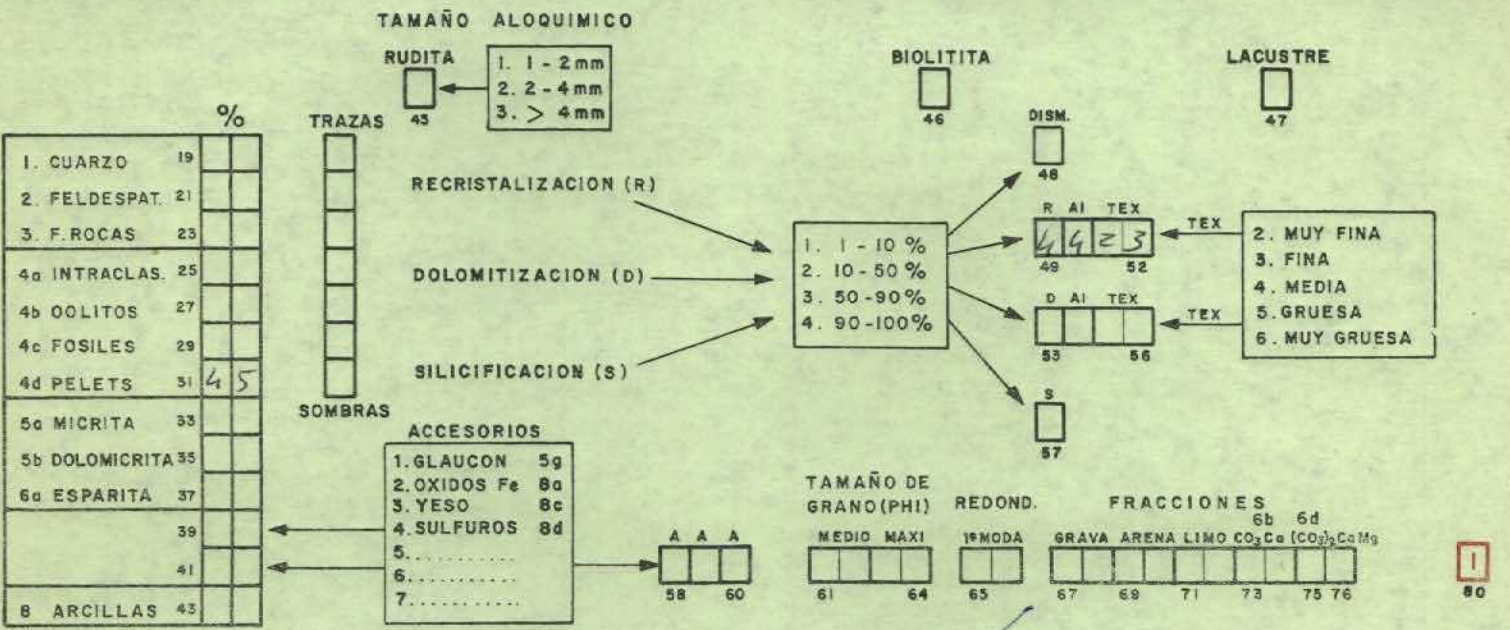 TAMAÑO ALOQUIMICO
RUDITA
43
1. 1 - 2 mm
2. 2 - 4 mm
3. > 4 mm
BIOLITITA
46
LACUSTRE
47
%
1. CUARZO 19
2. FELDESPAT. 21
3. F. ROCAS 23
4a INTRACLAS. 25
4b OOLITOS 27
4c FOSILES 29
4d PELETS 31 4 5
5a MICRITA 33
5b DOLOMICRITA 35
6a ESPARITA 37
39
41
8 ARCILLAS 43
TRAZAS
SOMBRAS
RECRISTALIZACION (R)
DOLOMITIZACION (D)
SILICIFICACION (S)
1. 1 - 10 %
2. 10 - 50 %
3. 50 - 90 %
4. 90 - 100 %
DISM.
48
R AI TEX
4 4 2 3
49 52
TEX
D AI TEX
53 56
TEX
2. MUY FINA
3. FINA
4. MEDIA
5. GRUESA
6. MUY GRUESA
S
57
ACCESORIOS
1. GLAUCON 5g
2. OXIDOS Fe 8a
3. YESO 8c
4. SULFUROS 8d
5. ..........
6. ..........
7. ..........
A A A
58 60
TAMAÑO DE
GRANO (PHI)
MEDIO MAXI
61 64
REDOND.
1ª MODA
65
FRACCIONES
6b 6d
GRAVA ARENA LIMO CO3Ca (CO3)2CaMg
67 69 71 73 75 76
1
80